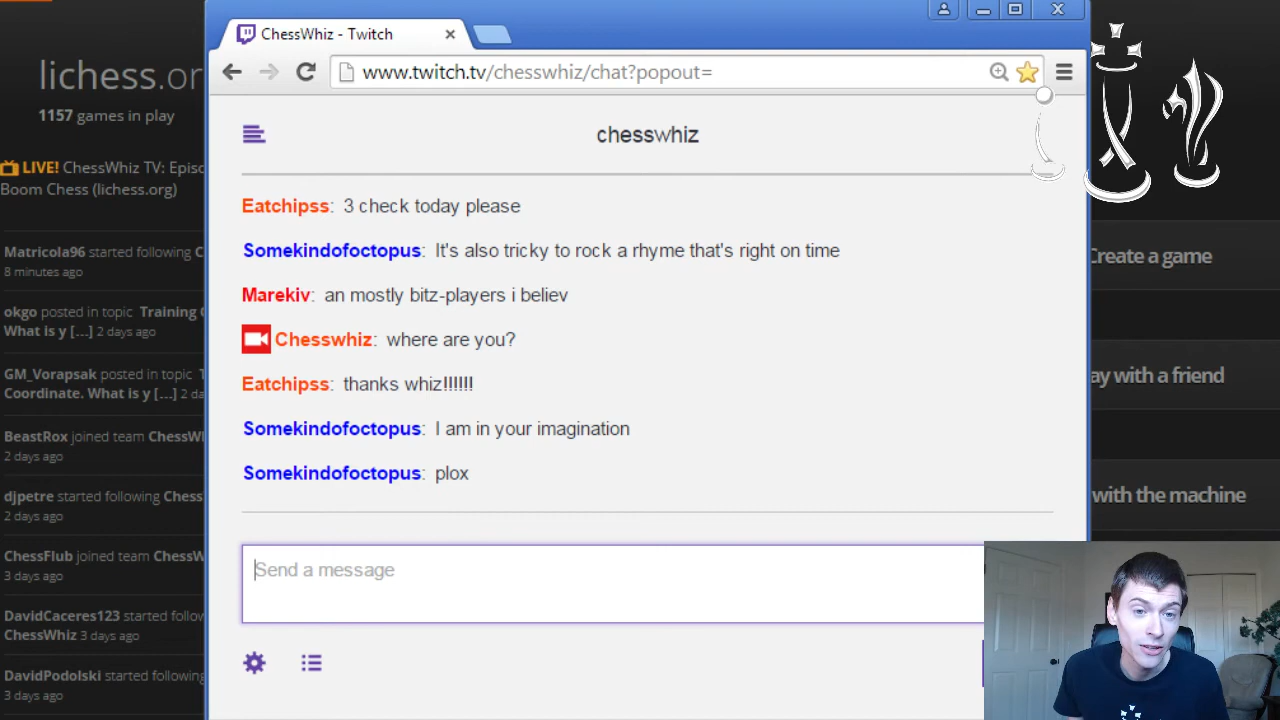 ChessWhiz - Twitch
www.twitch.tv/chesswhiz/chat?popout=
lichess.or
1157 games in play
LIVE! ChessWhiz TV: Episo
Boom Chess (lichess.org)
Matricola96 started following C
8 minutes ago
okgo posted in topic Training
What is y [...] 2 days ago
GM_Vorapsak posted in topic
Coordinate. What is y [...] 2 da
BeastRox joined team ChessWh
2 days ago
djpetre started following Chess
2 days ago
ChessFlub joined team ChessW
3 days ago
DavidCaceres123 started follow
ChessWhiz 3 days ago
DavidPodolski started following
3 days ago
chesswhiz
Eatchipss: 3 check today please
Somekindofoctopus: It's also tricky to rock a rhyme that's right on time
Marekiv: an mostly bitz-players i believ
Chesswhiz: where are you?
Eatchipss: thanks whiz!!!!!!
Somekindofoctopus: I am in your imagination
Somekindofoctopus: plox
Send a message
Create a game
ay with a friend
with the machine